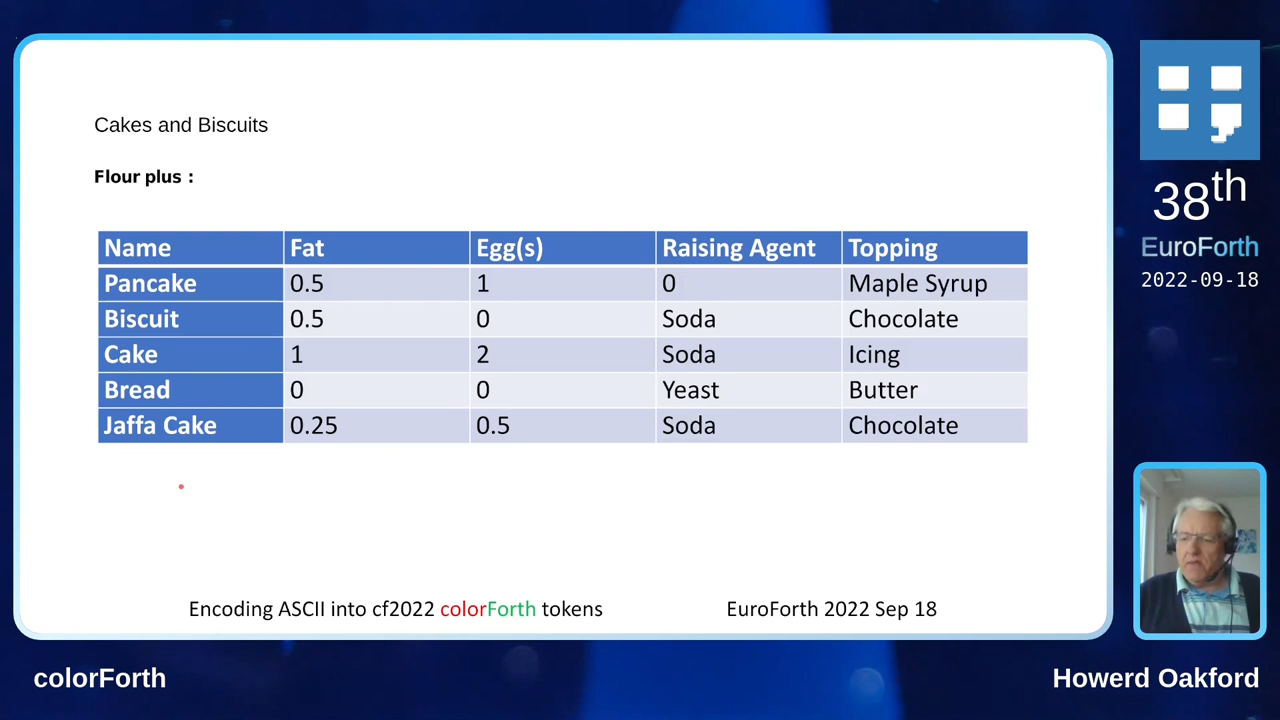 Cakes and Biscuits
Flour plus :
Name Fat Egg(s) Raising Agent Topping
Pancake 0.5 1 0 Maple Syrup
Biscuit 0.5 0 Soda Chocolate
Cake 1 2 Soda Icing
Bread 0 0 Yeast Butter
Jaffa Cake 0.25 0.5 Soda Chocolate
Encoding ASCII into cf2022 colorForth tokens EuroForth 2022 Sep 18
38th
EuroForth
2022-09-18
colorForth
Howerd Oakford